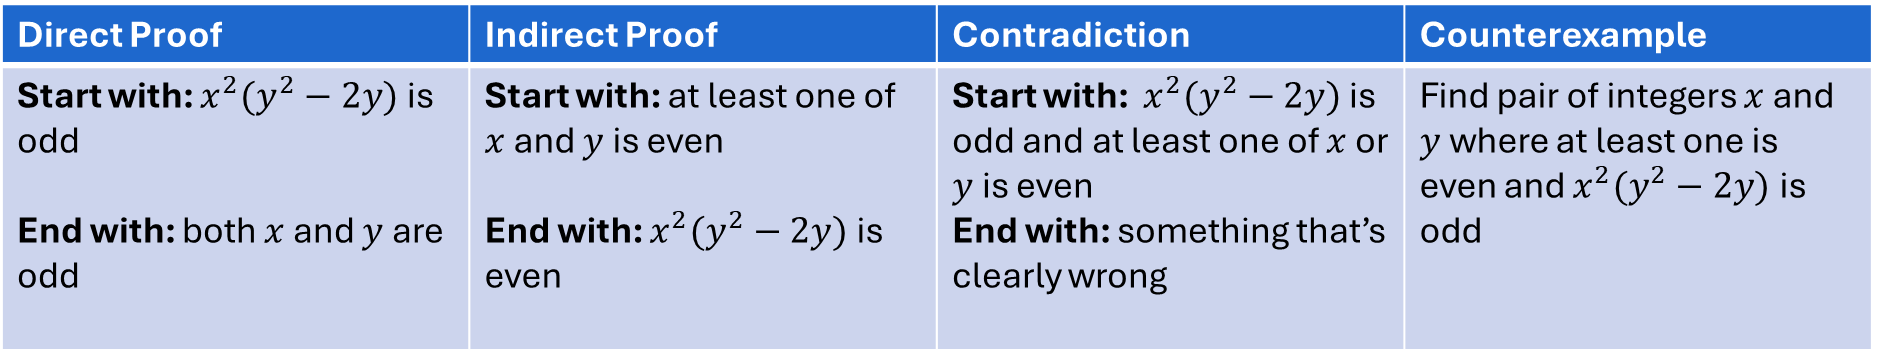 Direct Proof
Start with: x²(y² − 2y) is
odd
End with: both x and y are
odd
Indirect Proof
Start with: at least one of
x and y is even
End with: x²(y² − 2y) is
even
Contradiction
Start with: x²(y² − 2y) is
odd and at least one of x or
y is even
End with: something that’s
clearly wrong
Counterexample
Find pair of integers x and
y where at least one is
even and x²(y² − 2y) is
odd